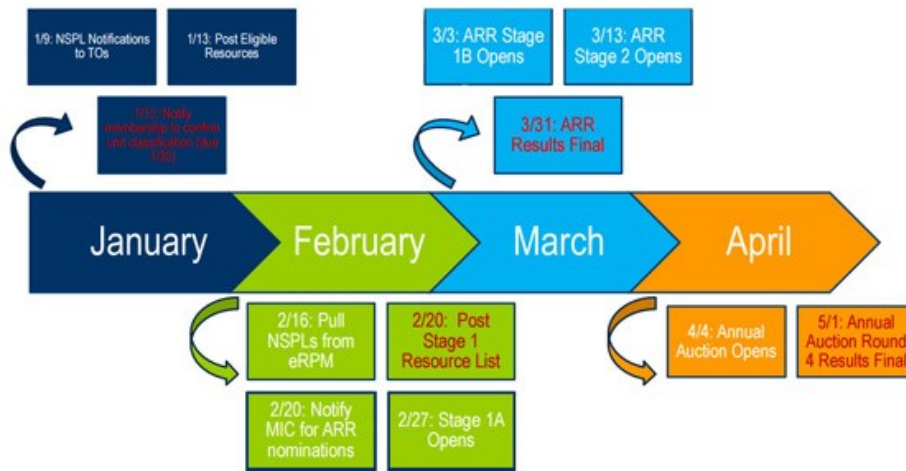 1/9: NSPL Notifications
to TOs
1/13: Post Eligible
Resources
1/13: Notify
membership to confirm
unit classification (due
1/30)
3/3: ARR Stage
1B Opens
3/13: ARR
Stage 2 Opens
3/31: ARR
Results Final
January
February
March
April
2/16: Pull
NSPLs from
eRPM
2/20: Post
Stage 1
Resource List
2/20: Notify
MIC for ARR
nominations
2/27: Stage 1A
Opens
4/4: Annual
Auction Opens
5/1: Annual
Auction Round
4 Results Final